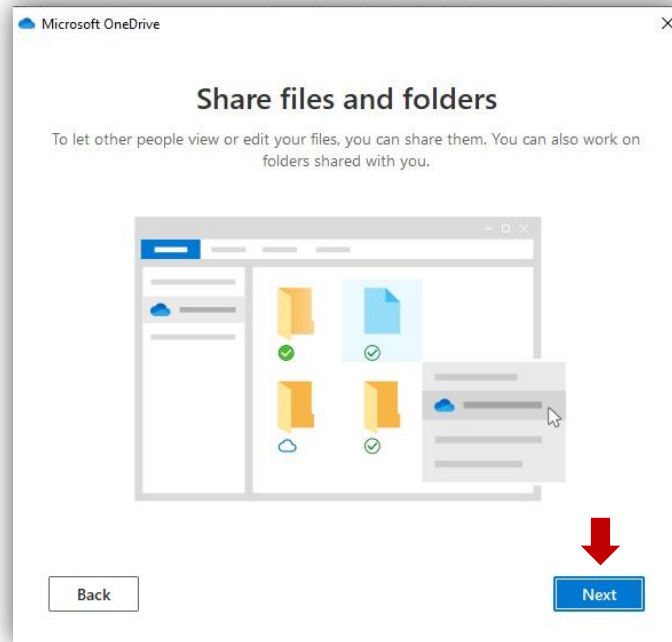 Microsoft OneDrive
Share files and folders
To let other people view or edit your files, you can share them. You can also work on
folders shared with you.
Back
Next